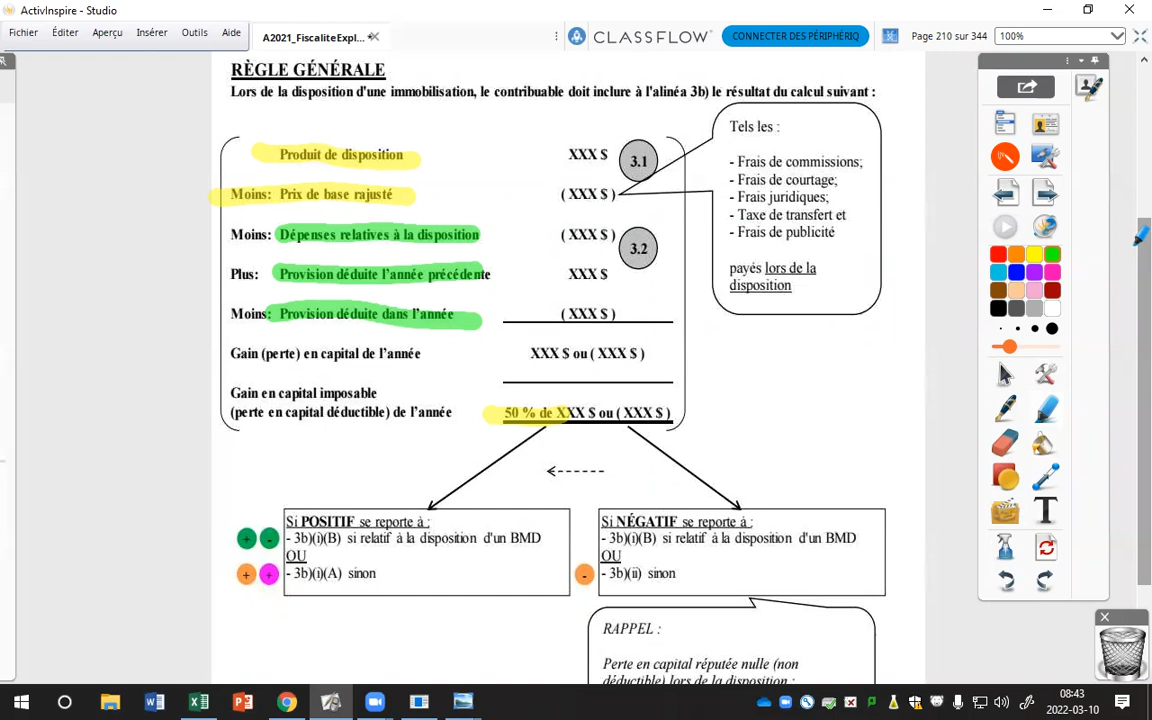 ActivInspire - Studio
Fichier Éditer Aperçu Insérer Outils Aide
A2021_FiscaliteExpl...
CLASSFLOW
CONNECTER DES PÉRIPHÉRIQ
Page 210 sur 344
100%
RÈGLE GÉNÉRALE
Lors de la disposition d'une immobilisation, le contribuable doit inclure à l'alinéa 3b) le résultat du calcul suivant :
Produit de disposition XXX $ 3.1
Moins: Prix de base rajusté ( XXX $ )
Moins: Dépenses relatives à la disposition ( XXX $ ) 3.2
Plus: Provision déduite l'année précédente XXX $
Moins: Provision déduite dans l'année ( XXX $ )
Gain (perte) en capital de l'année XXX $ ou ( XXX $ )
Gain en capital imposable
(perte en capital déductible) de l'année 50 % de XXX $ ou ( XXX $ )
Tels les :
- Frais de commissions;
- Frais de courtage;
- Frais juridiques;
- Taxe de transfert et
- Frais de publicité
payés lors de la
disposition
Si POSITIF se reporte à :
- 3b)(i)(B) si relatif à la disposition d'un BMD
OU
- 3b)(i)(A) sinon
+ -
+ +
Si NÉGATIF se reporte à :
- 3b)(i)(B) si relatif à la disposition d'un BMD
OU
- 3b)(ii) sinon
-
RAPPEL :
Perte en capital réputée nulle (non
déductible) lors de la disposition :
08:43
2022-03-10